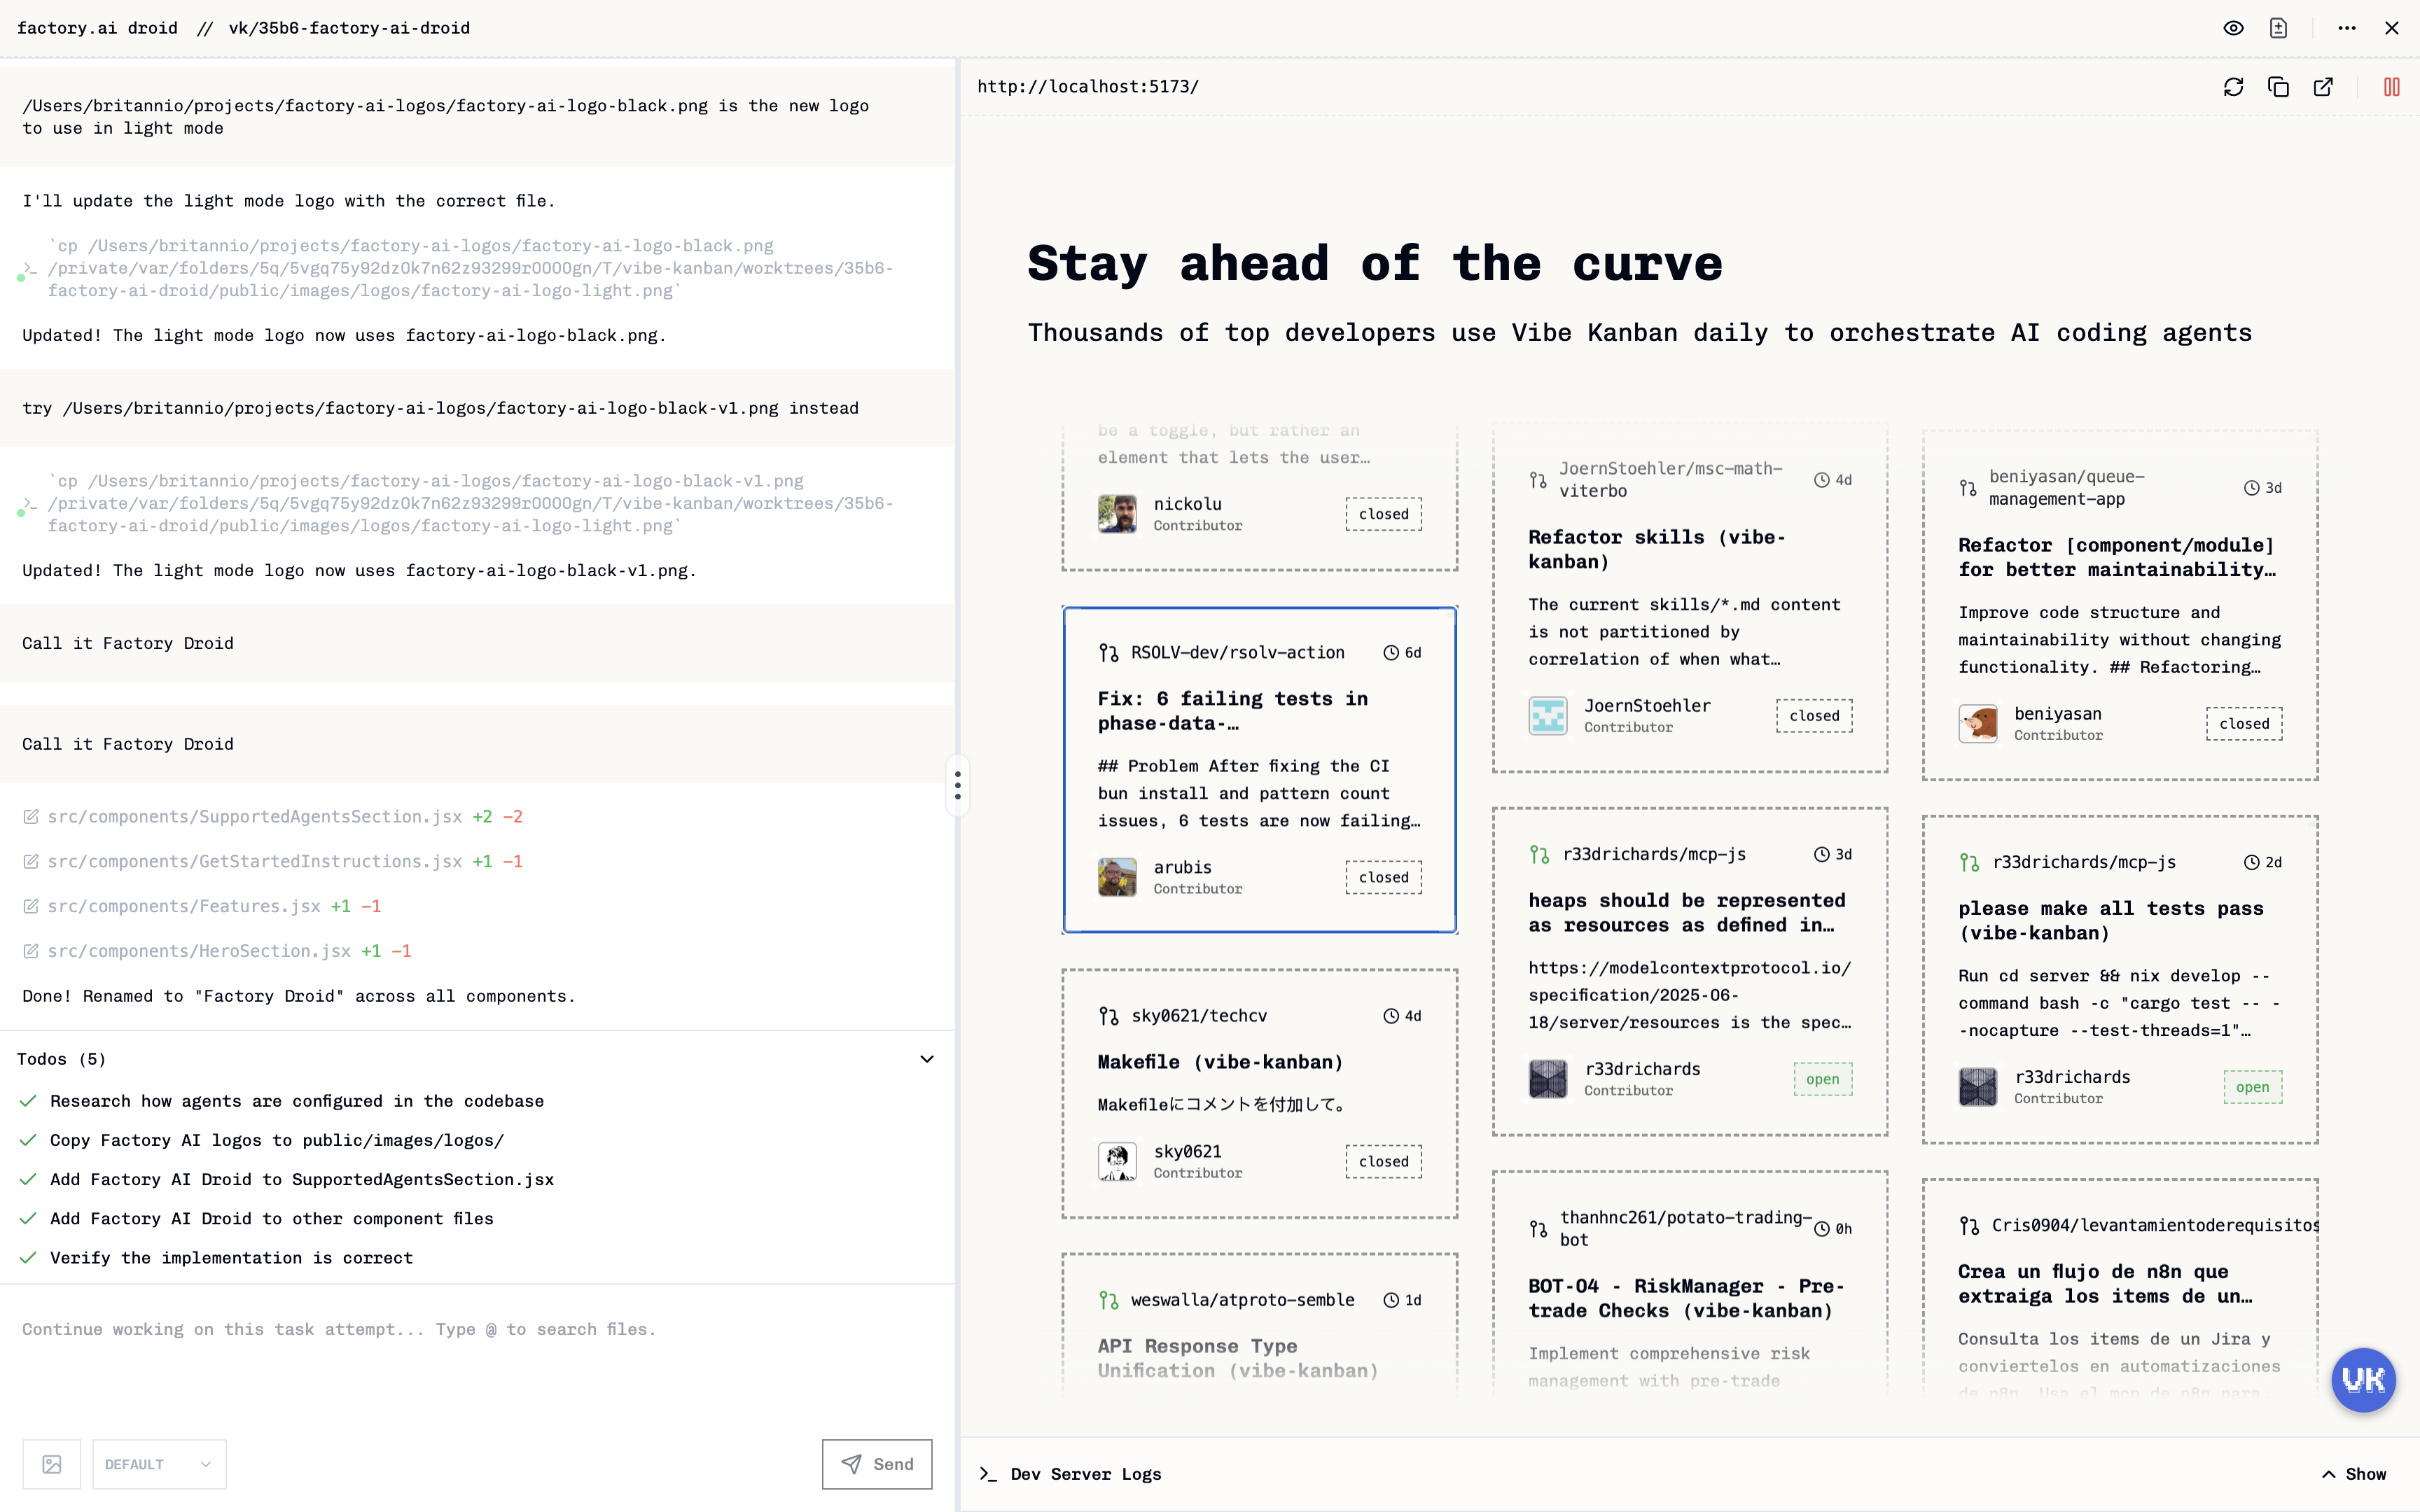 factory.ai droid // vk/35b6-factory-ai-droid
/Users/britannio/projects/factory-ai-logos/factory-ai-logo-black.png is the new logo
to use in light mode
I'll update the light mode logo with the correct file.
`cp /Users/britannio/projects/factory-ai-logos/factory-ai-logo-black.png
/private/var/folders/5q/5vgq75y92dz0k7n62z93299r0000gn/T/vibe-kanban/worktrees/35b6-
factory-ai-droid/public/images/logos/factory-ai-logo-light.png`
Updated! The light mode logo now uses factory-ai-logo-black.png.
try /Users/britannio/projects/factory-ai-logos/factory-ai-logo-black-v1.png instead
`cp /Users/britannio/projects/factory-ai-logos/factory-ai-logo-black-v1.png
/private/var/folders/5q/5vgq75y92dz0k7n62z93299r0000gn/T/vibe-kanban/worktrees/35b6-
factory-ai-droid/public/images/logos/factory-ai-logo-light.png`
Updated! The light mode logo now uses factory-ai-logo-black-v1.png.
Call it Factory Droid
Call it Factory Droid
src/components/SupportedAgentsSection.jsx +2 -2
src/components/GetStartedInstructions.jsx +1 -1
src/components/Features.jsx +1 -1
src/components/HeroSection.jsx +1 -1
Done! Renamed to "Factory Droid" across all components.
Todos (5)
Research how agents are configured in the codebase
Copy Factory AI logos to public/images/logos/
Add Factory AI Droid to SupportedAgentsSection.jsx
Add Factory AI Droid to other component files
Verify the implementation is correct
Continue working on this task attempt... Type @ to search files.
DEFAULT
Send
http://localhost:5173/
Stay ahead of the curve
Thousands of top developers use Vibe Kanban daily to orchestrate AI coding agents
be a toggle, but rather an
element that lets the user…
nickolu
Contributor
closed
RSOLV-dev/rsolv-action
6d
Fix: 6 failing tests in
phase-data-…
## Problem After fixing the CI
bun install and pattern count
issues, 6 tests are now failing…
arubis
Contributor
closed
sky0621/techcv
4d
Makefile (vibe-kanban)
Makefileにコメントを付加して。
sky0621
Contributor
closed
weswalla/atproto-semble
1d
API Response Type
Unification (vibe-kanban)
JoernStoehler/msc-math-
viterbo
4d
Refactor skills (vibe-
kanban)
The current skills/*.md content
is not partitioned by
correlation of when what…
JoernStoehler
Contributor
closed
r33drichards/mcp-js
3d
heaps should be represented
as resources as defined in…
https://modelcontextprotocol.io/
specification/2025-06-
18/server/resources is the spec…
r33drichards
Contributor
open
thanhnc261/potato-trading-
bot
0h
BOT-04 - RiskManager - Pre-
trade Checks (vibe-kanban)
Implement comprehensive risk
management with pre-trade
beniyasan/queue-
management-app
3d
Refactor [component/module]
for better maintainability…
Improve code structure and
maintainability without changing
functionality. ## Refactoring…
beniyasan
Contributor
closed
r33drichards/mcp-js
2d
please make all tests pass
(vibe-kanban)
Run cd server && nix develop --
command bash -c "cargo test -- -
-nocapture --test-threads=1"…
r33drichards
Contributor
open
Cris0904/levantamientoderequisitos
Crea un flujo de n8n que
extraiga los items de un…
Consulta los items de un Jira y
conviertelos en automatizaciones
de n8n. Usa el mcp de n8n para
VK
Dev Server Logs
Show